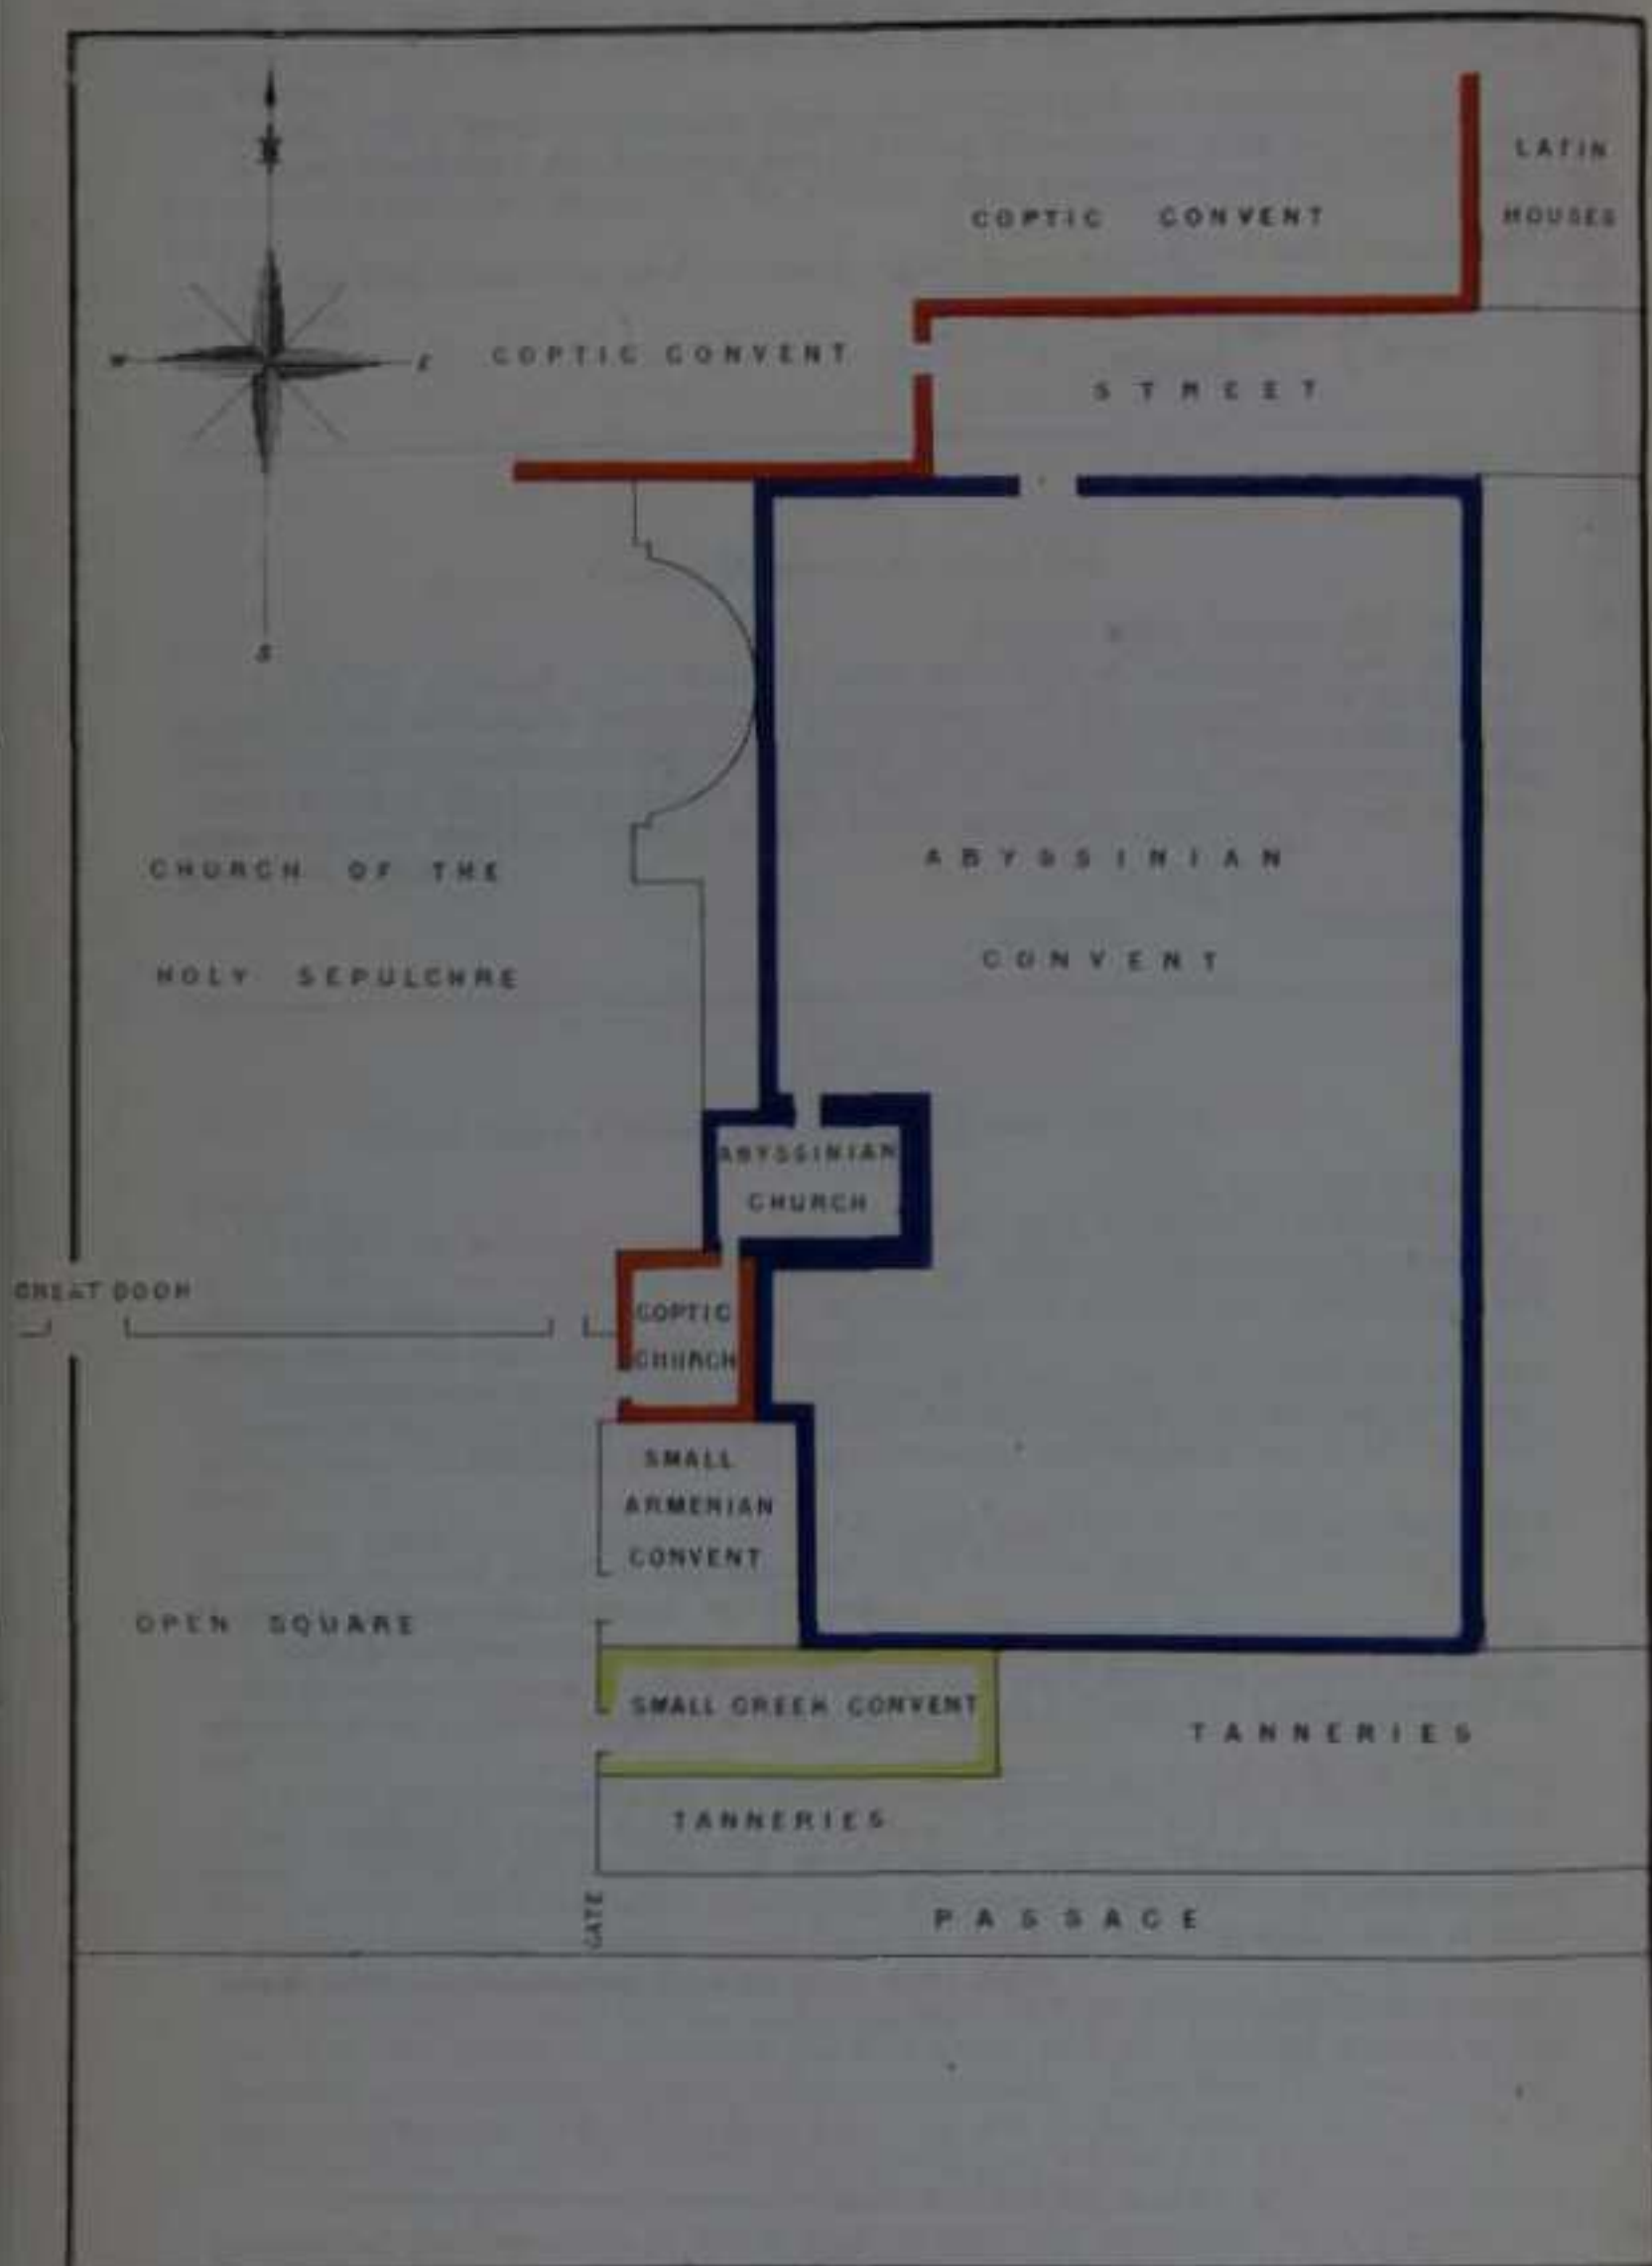 N
LATIN
HOUSES
COPTIC CONVENT
W
E
COPTIC CONVENT
STREET
S
CHURCH OF THE
HOLY SEPULCHRE
ABYSSINIAN
CONVENT
ABYSSINIAN
CHURCH
GREAT DOOR
COPTIC
CHURCH
SMALL
ARMENIAN
CONVENT
OPEN SQUARE
SMALL GREEK CONVENT
TANNERIES
TANNERIES
GATE
PASSAGE